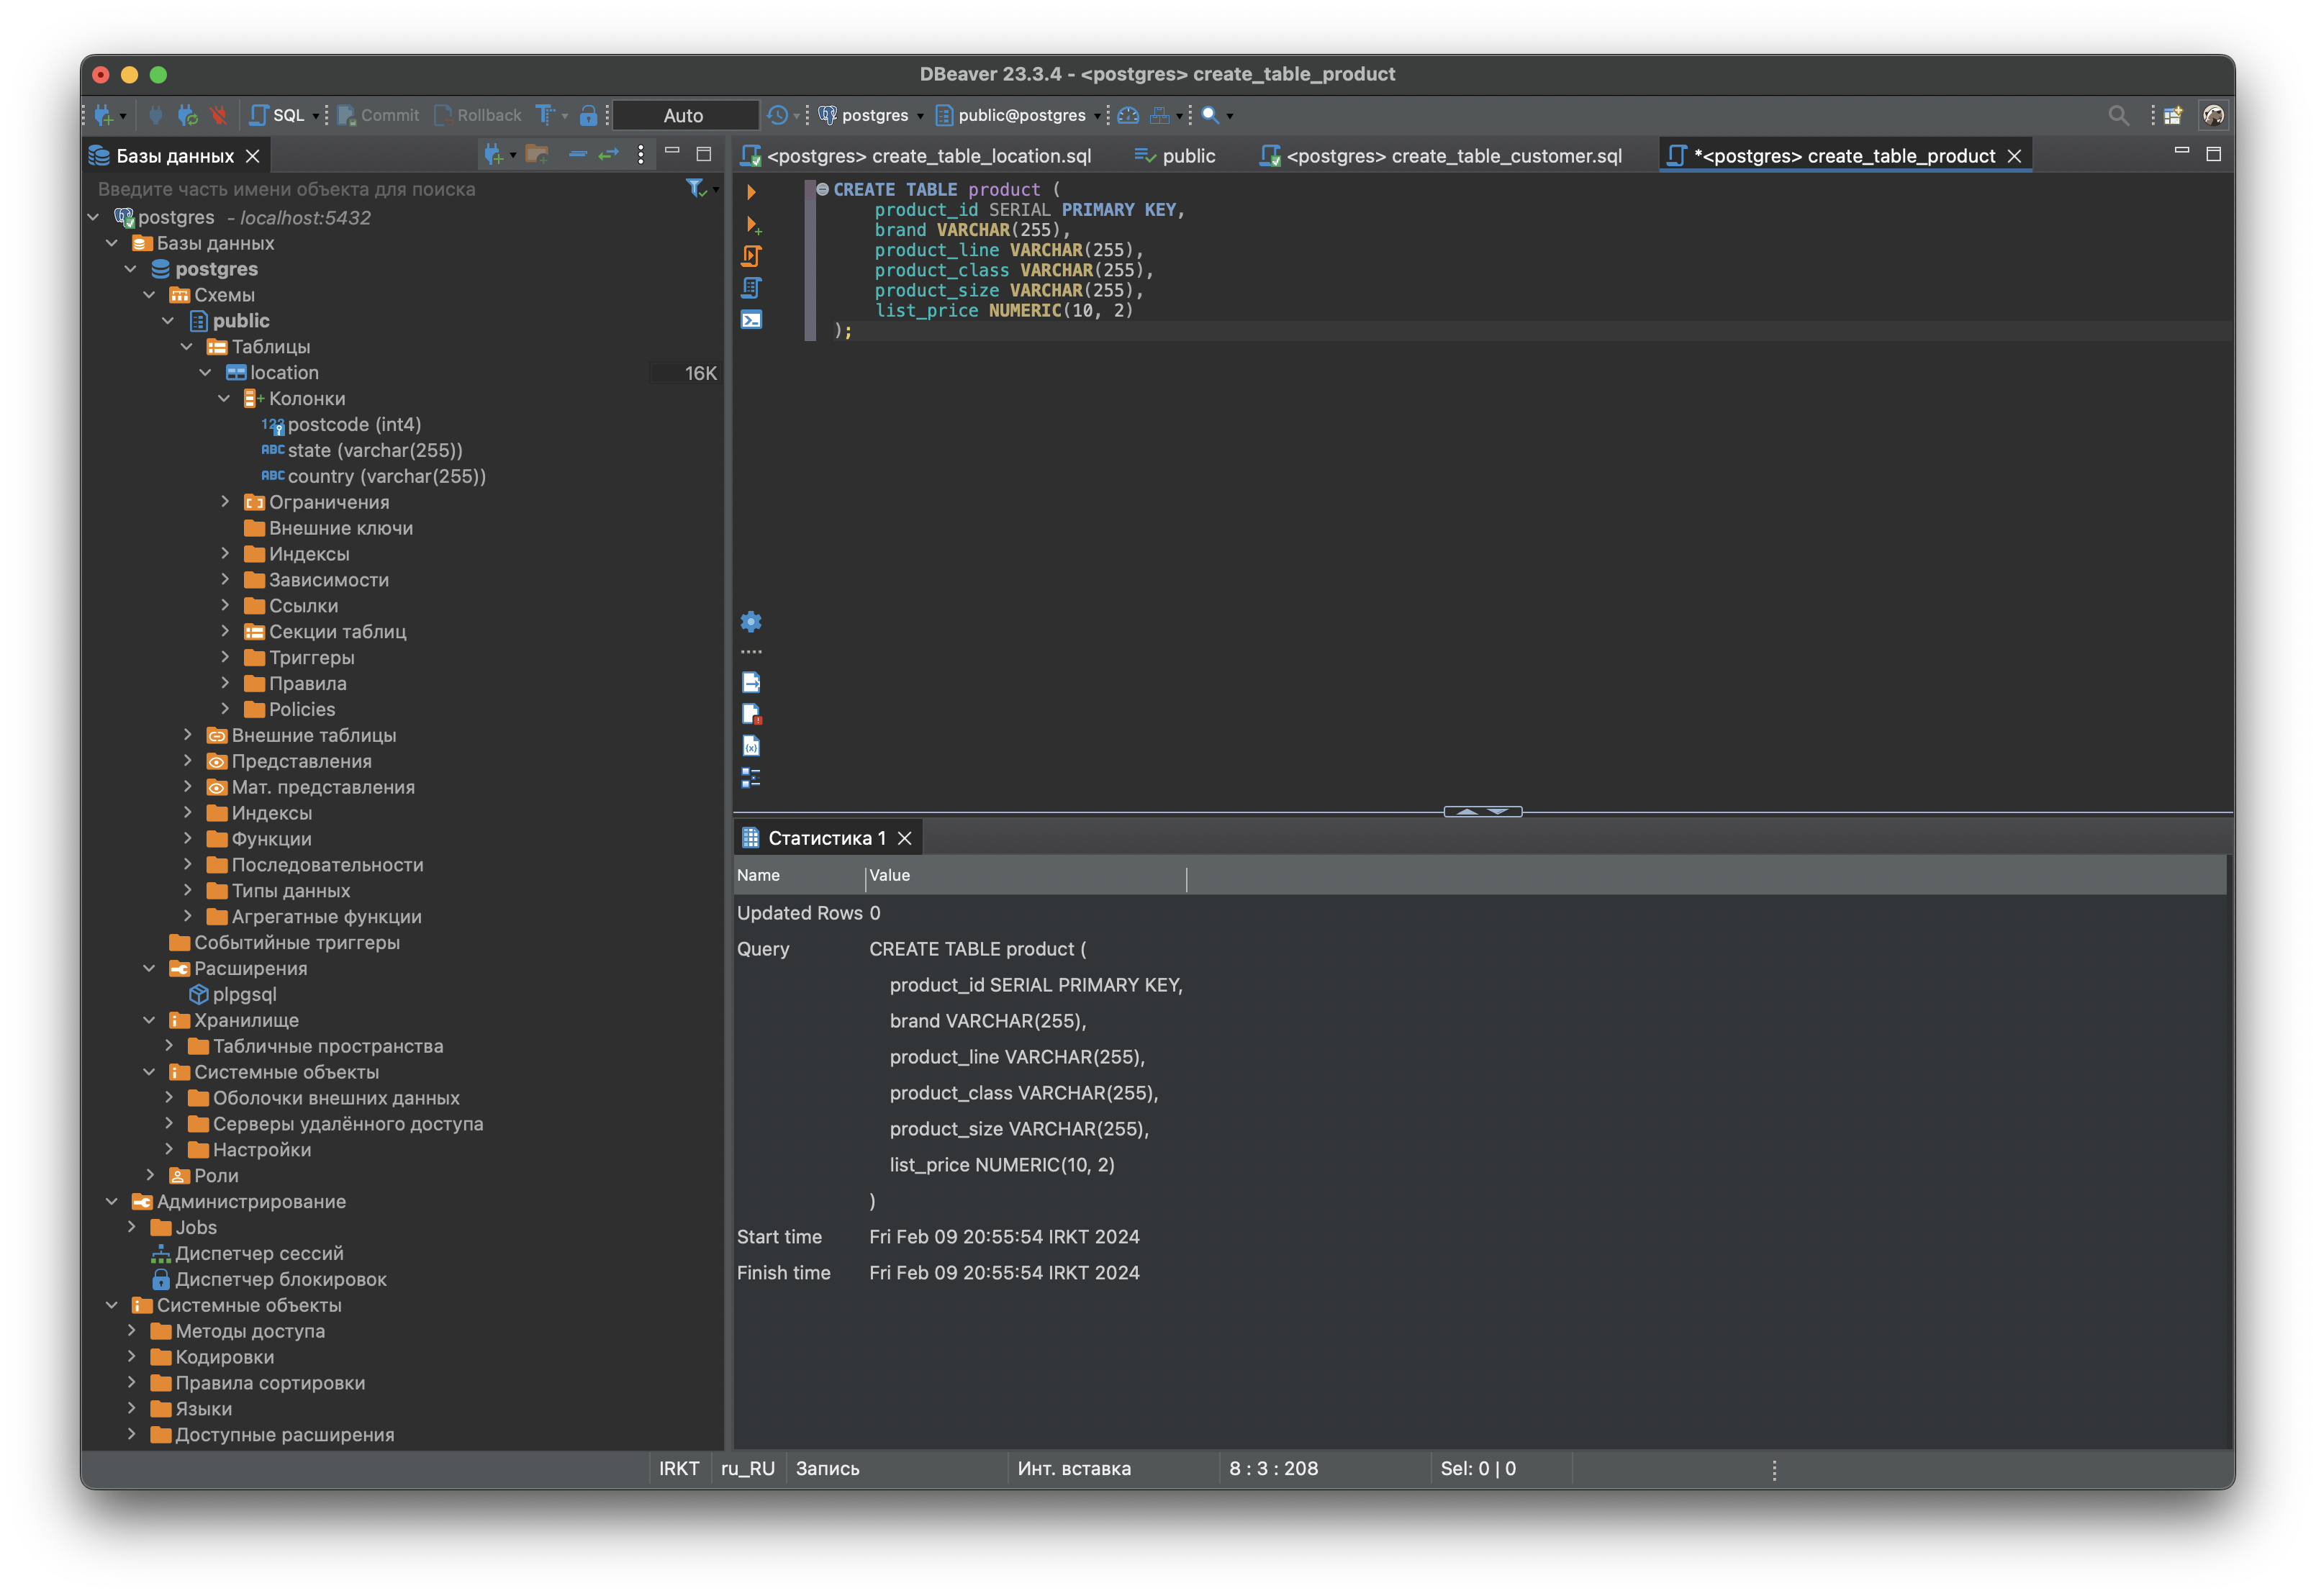 DBeaver 23.3.4 - <postgres> create_table_product
SQL Commit Rollback Auto postgres public@postgres
Базы данных
<postgres> create_table_location.sql public <postgres> create_table_customer.sql *<postgres> create_table_product
Введите часть имени объекта для поиска
postgres - localhost:5432
Базы данных
postgres
Схемы
public
Таблицы
location 16K
Колонки
123 postcode (int4)
ABC state (varchar(255))
ABC country (varchar(255))
Ограничения
Внешние ключи
Индексы
Зависимости
Ссылки
Секции таблиц
Триггеры
Правила
Policies
Внешние таблицы
Представления
Мат. представления
Индексы
Функции
Последовательности
Типы данных
Агрегатные функции
Событийные триггеры
Расширения
plpgsql
Хранилище
Табличные пространства
Системные объекты
Оболочки внешних данных
Серверы удалённого доступа
Настройки
Роли
Администрирование
Jobs
Диспетчер сессий
Диспетчер блокировок
Системные объекты
Методы доступа
Кодировки
Правила сортировки
Языки
Доступные расширения
CREATE TABLE product (
product_id SERIAL PRIMARY KEY,
brand VARCHAR(255),
product_line VARCHAR(255),
product_class VARCHAR(255),
product_size VARCHAR(255),
list_price NUMERIC(10, 2)
);
Статистика 1
Name Value
Updated Rows 0
Query CREATE TABLE product (
product_id SERIAL PRIMARY KEY,
brand VARCHAR(255),
product_line VARCHAR(255),
product_class VARCHAR(255),
product_size VARCHAR(255),
list_price NUMERIC(10, 2)
)
Start time Fri Feb 09 20:55:54 IRKT 2024
Finish time Fri Feb 09 20:55:54 IRKT 2024
IRKT ru_RU Запись Инт. вставка 8 : 3 : 208 Sel: 0 | 0